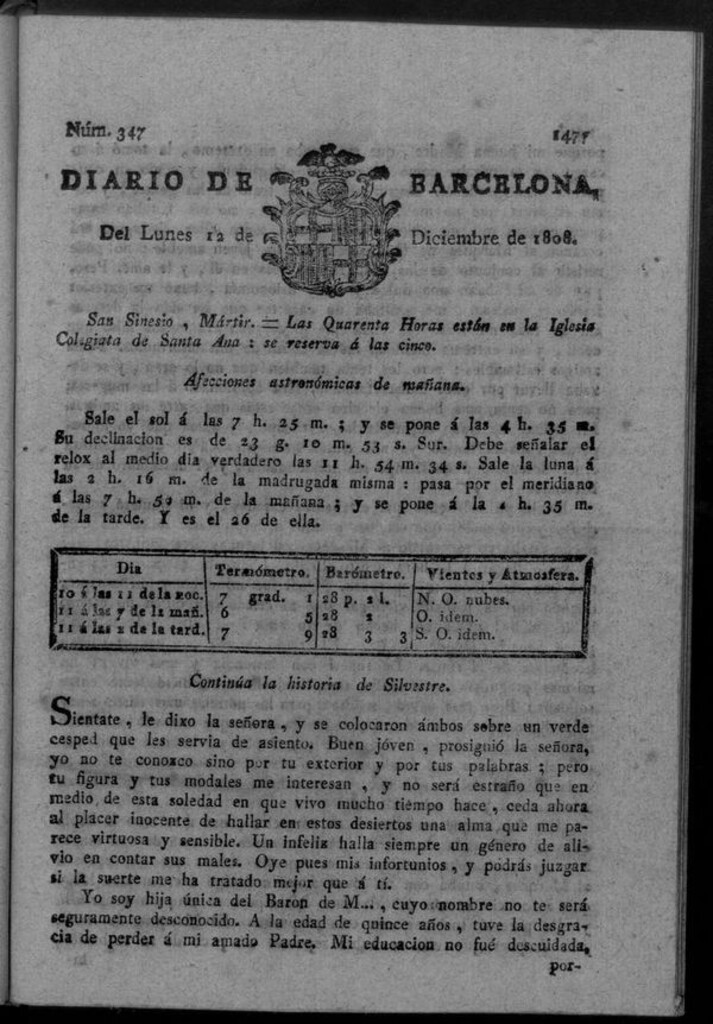 Núm. 347 1477
DIARIO DE BARCELONA,
Del Lunes 12 de Diciembre de 1808.
San Sinesio , Mártir. = Las Quarenta Horas están en la Iglesia
Colegiata de Santa Ana : se reserva á las cinco.
Afecciones astronómicas de mañana.
Sale el sol á las 7 h. 25 m. ; y se pone á las 4 h. 35 m.
Su declinacion es de 23 g. 10 m. 53 s. Sur. Debe señalar el
relox al medio dia verdadero las 11 h. 54 m. 34 s. Sale la luna á
las 2 h. 16 m. de la madrugada misma : pasa por el meridiano
á las 7 h. m. de la mañana ; y se pone á la h. 35 m.
de la tarde. Y es el 26 de ella.
Dia Termómetro. Barómetro. Vientos y Atmosfera.
10 á las 11 de la noc. 7 grad. 1 28 p. 2 l. N. O. nubes.
11 á las 7 de la mañ. 6 5 28 2 O. idem.
11 á las 2 de la tard. 7 9 28 3 3 S. O. idem.
Continúa la historia de Silvestre.
Sientate , le dixo la señora , y se colocaron ámbos sobre un verde
cesped que les servia de asiento. Buen jóven , prosiguió la señora,
yo no te conozco sino por tu exterior y por tus palabras ; pero
tu figura y tus modales me interesan , y no será estraño que en
medio de esta soledad en que vivo mucho tiempo hace , ceda ahora
al placer inocente de hallar en estos desiertos una alma que me pa-
rece virtuosa y sensible. Un infeliz halla siempre un género de ali-
vio en contar sus males. Oye pues mis infortunios , y podrás juzgar
si la suerte me ha tratado mejor que á tí.
Yo soy hija única del Baron de M... , cuyo nombre no te será
seguramente desconocido. A la edad de quince años , tuve la desgra-
cia de perder á mi amado Padre. Mi educacion no fué descuidada,
por-